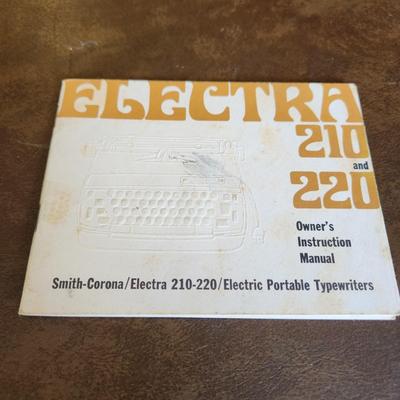 ELECTRA
210
and
220
Owner's
Instruction
Manual
Smith-Corona/Electra 210-220/Electric Portable Typewriters